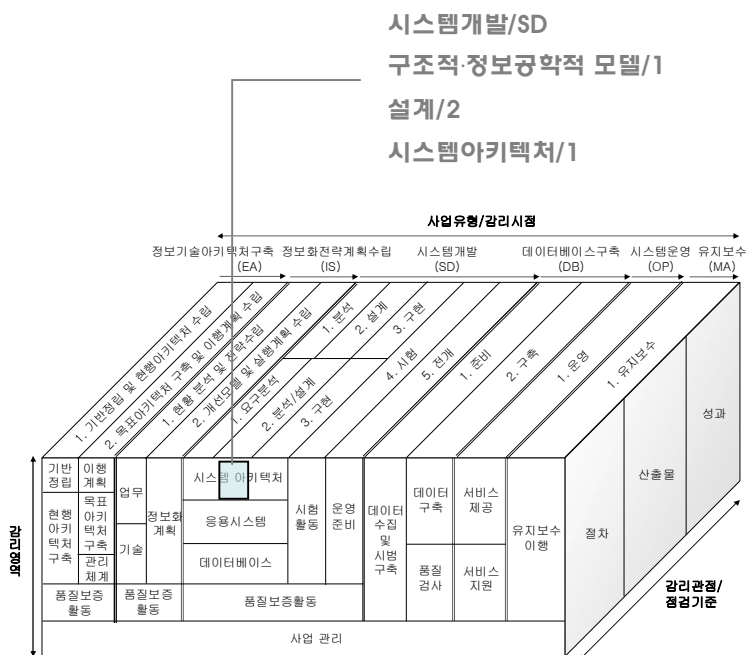 시스템개발/SD
구조적·정보공학적 모델/1
설계/2
시스템아키텍처/1
사업유형/감리시점
정보기술아키텍처구축
(EA)
정보화전략계획수립
(IS)
시스템개발
(SD)
데이터베이스구축
(DB)
시스템운영
(OP)
유지보수
(MA)
1. 기반정립 및 현행아키텍처 수립
2. 목표아키텍처 구축 및 이행계획 수립
1. 현황 분석 및 전략수립
2. 개선모델 및 실행계획 수립
1. 분석
2. 설계
3. 구현
1. 요구분석
2. 분석/설계
3. 구현
4. 시험
5. 전개
1. 준비
2. 구축
1. 운영
1. 유지보수
감리영역
기반
정립
현행
아키
텍처
구축
이행
계획
목표
아키
텍처
구축
관리
체계
품질보증
활동
업무
기술
정보화
계획
품질보증
활동
시스템 아키텍처
응용시스템
데이터베이스
시험
활동
운영
준비
품질보증활동
데이터
수집
및
시범
구축
데이터
구축
품질
검사
서비스
제공
서비스
지원
유지보수
이행
사업 관리
절차
산출물
성과
감리관점/
점검기준